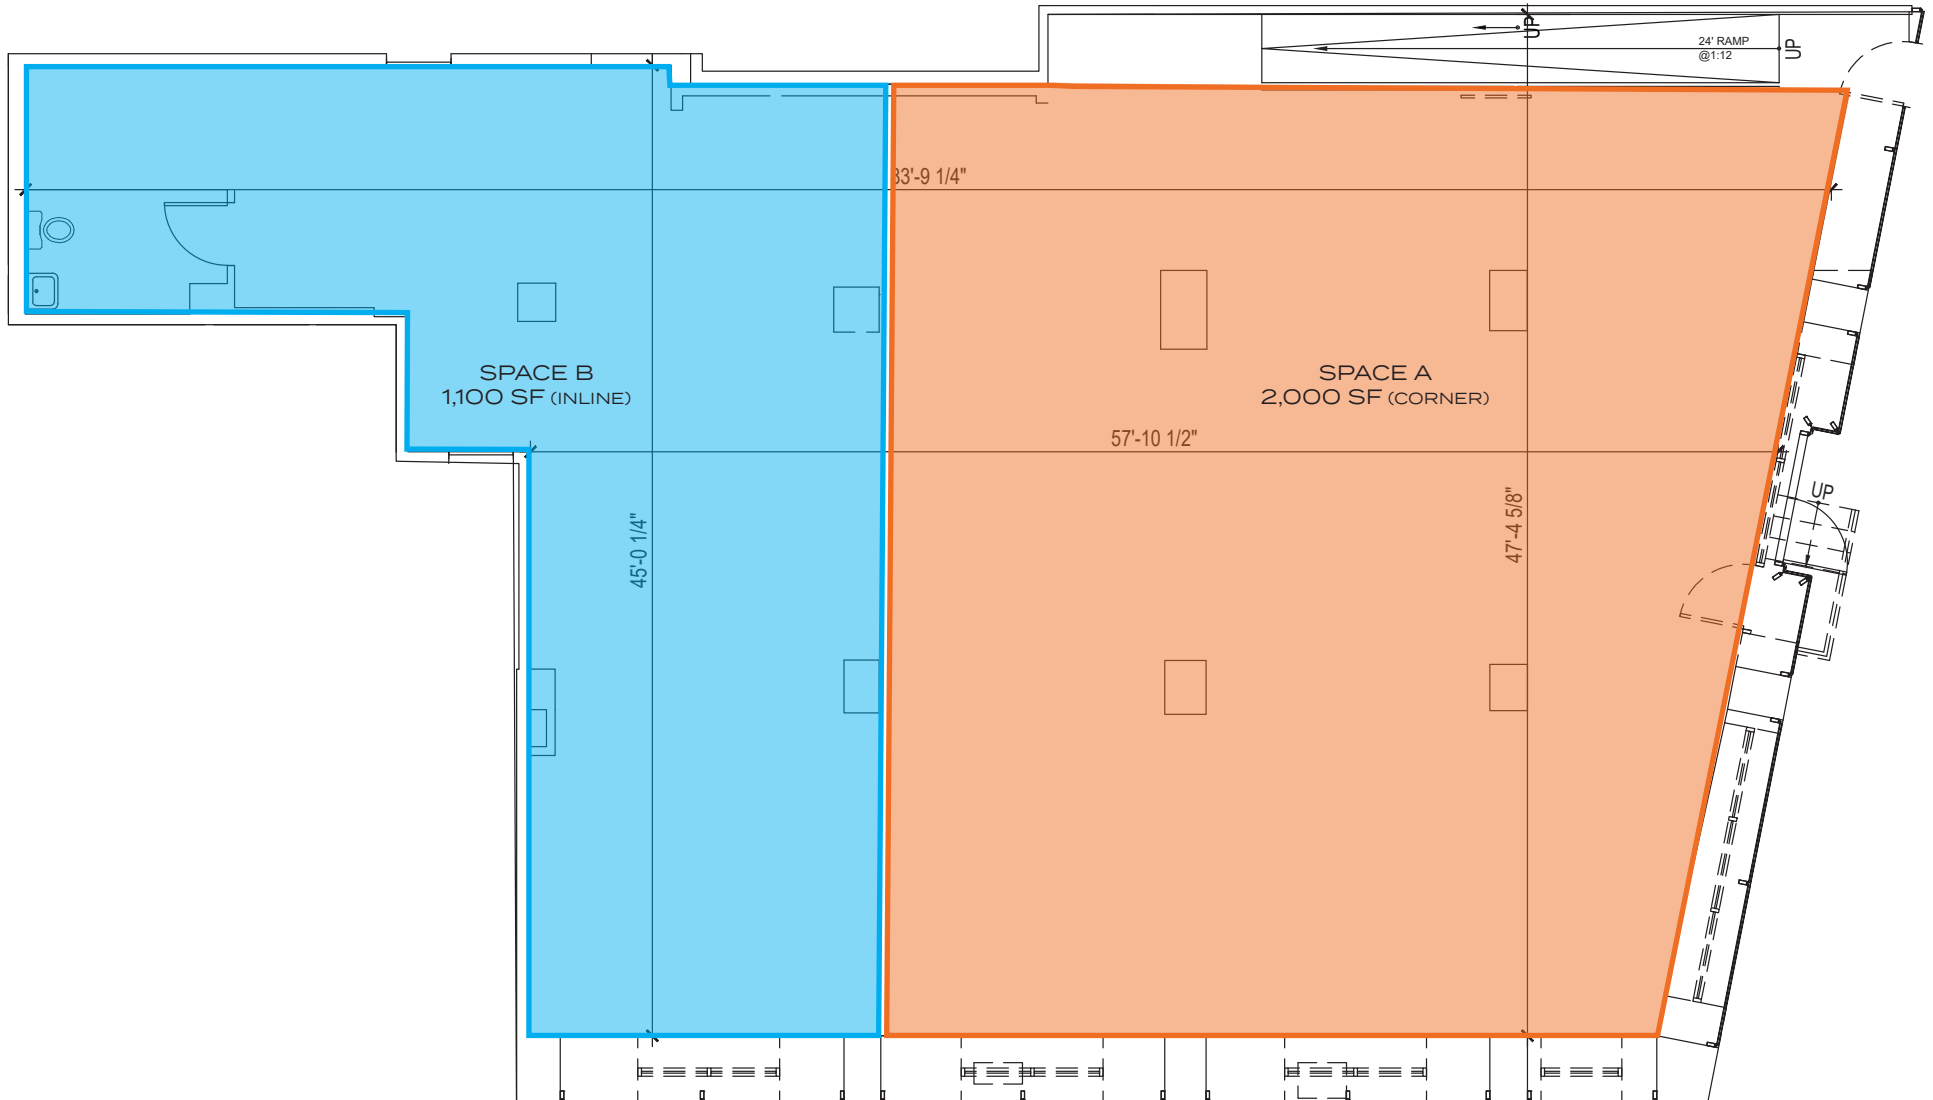 UP
24' RAMP
@1:12
UP
33'-9 1/4"
SPACE B
1,100 SF (INLINE)
SPACE A
2,000 SF (CORNER)
57'-10 1/2"
UP
45'-0 1/4"
47'-4 5/8"